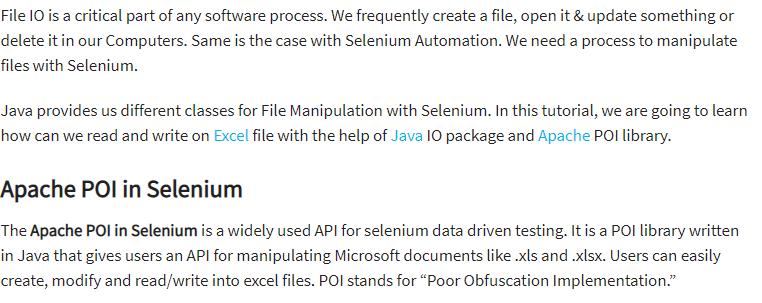 File IO is a critical part of any software process. We frequently create a file, open it & update something or
delete it in our Computers. Same is the case with Selenium Automation. We need a process to manipulate
files with Selenium.
Java provides us different classes for File Manipulation with Selenium. In this tutorial, we are going to learn
how can we read and write on Excel file with the help of Java IO package and Apache POI library.
Apache POI in Selenium
The Apache POI in Selenium is a widely used API for selenium data driven testing. It is a POI library written
in Java that gives users an API for manipulating Microsoft documents like .xls and .xlsx. Users can easily
create, modify and read/write into excel files. POI stands for “Poor Obfuscation Implementation.”